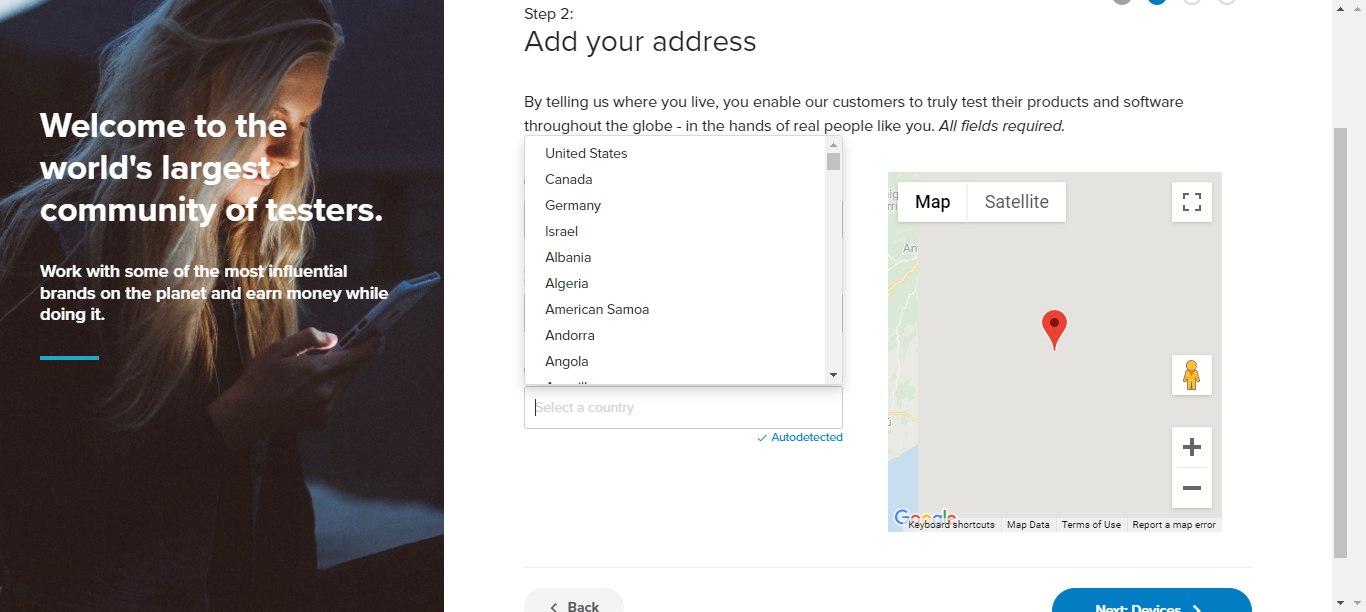 Welcome to the
world's largest
community of testers.
Work with some of the most influential
brands on the planet and earn money while
doing it.
Step 2:
Add your address
By telling us where you live, you enable our customers to truly test their products and software
throughout the globe - in the hands of real people like you. All fields required.
United States
Canada
Germany
Israel
Albania
Algeria
American Samoa
Andorra
Angola
Select a country
Autodetected
Map
Satellite
Google
Keyboard shortcuts
Map Data
Terms of Use
Report a map error
Back
Next: Devices